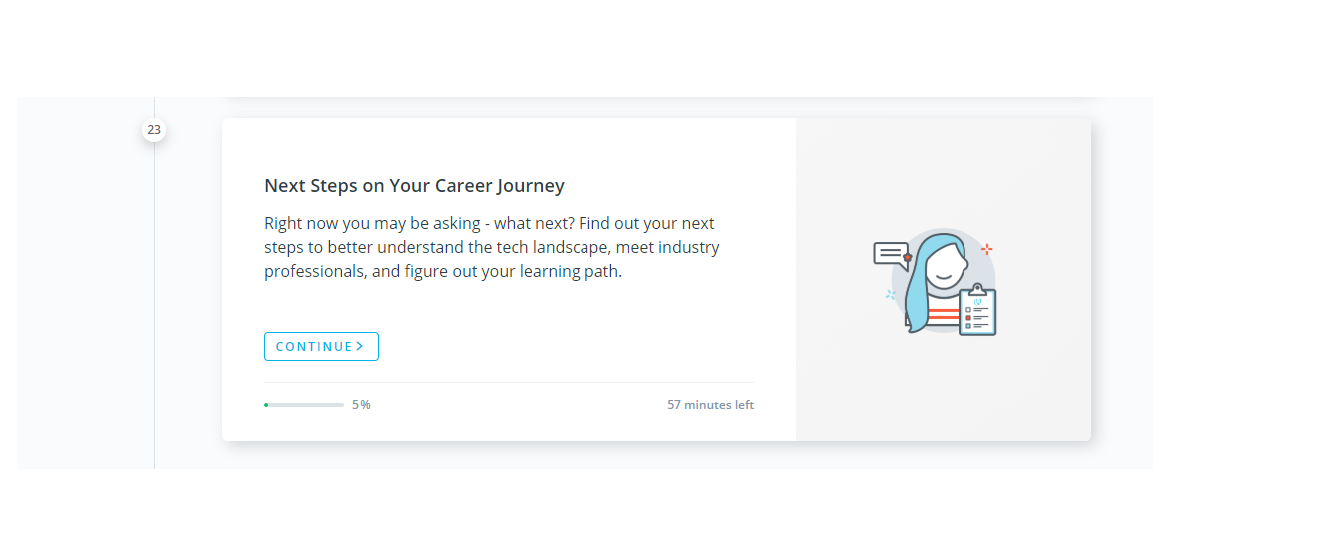 23
Next Steps on Your Career Journey
Right now you may be asking - what next? Find out your next
steps to better understand the tech landscape, meet industry
professionals, and figure out your learning path.
CONTINUE
5%
57 minutes left